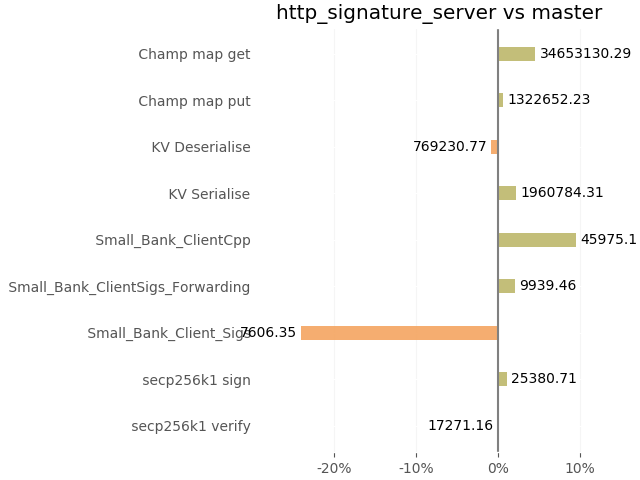 http_signature_server vs master
Champ map get 34653130.29
Champ map put 1322652.23
KV Deserialise 769230.77
KV Serialise 1960784.31
Small_Bank_ClientCpp 45975.1
Small_Bank_ClientSigs_Forwarding 9939.46
Small_Bank_Client_Sigs 7606.35
secp256k1 sign 25380.71
secp256k1 verify 17271.16
-20% -10% 0% 10%